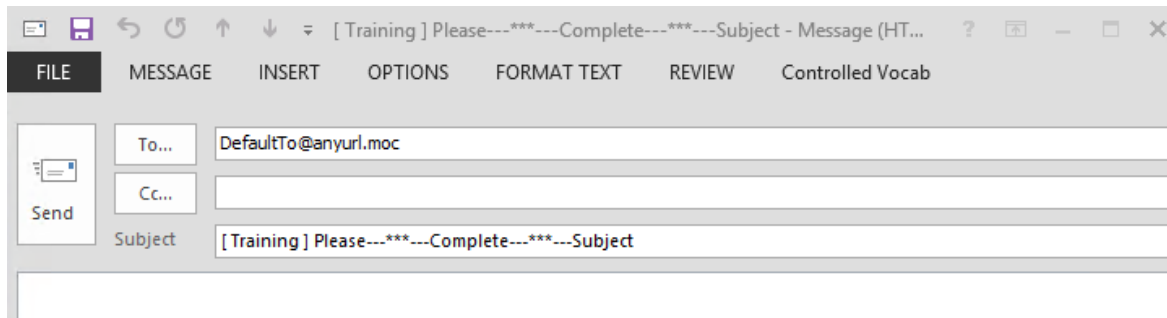 [ Training ] Please---***---Complete---***---Subject - Message (HT... ?
FILE MESSAGE INSERT OPTIONS FORMAT TEXT REVIEW Controlled Vocab
To... DefaultTo@anyurl.moc
Cc...
Send
Subject [ Training ] Please---***---Complete---***---Subject